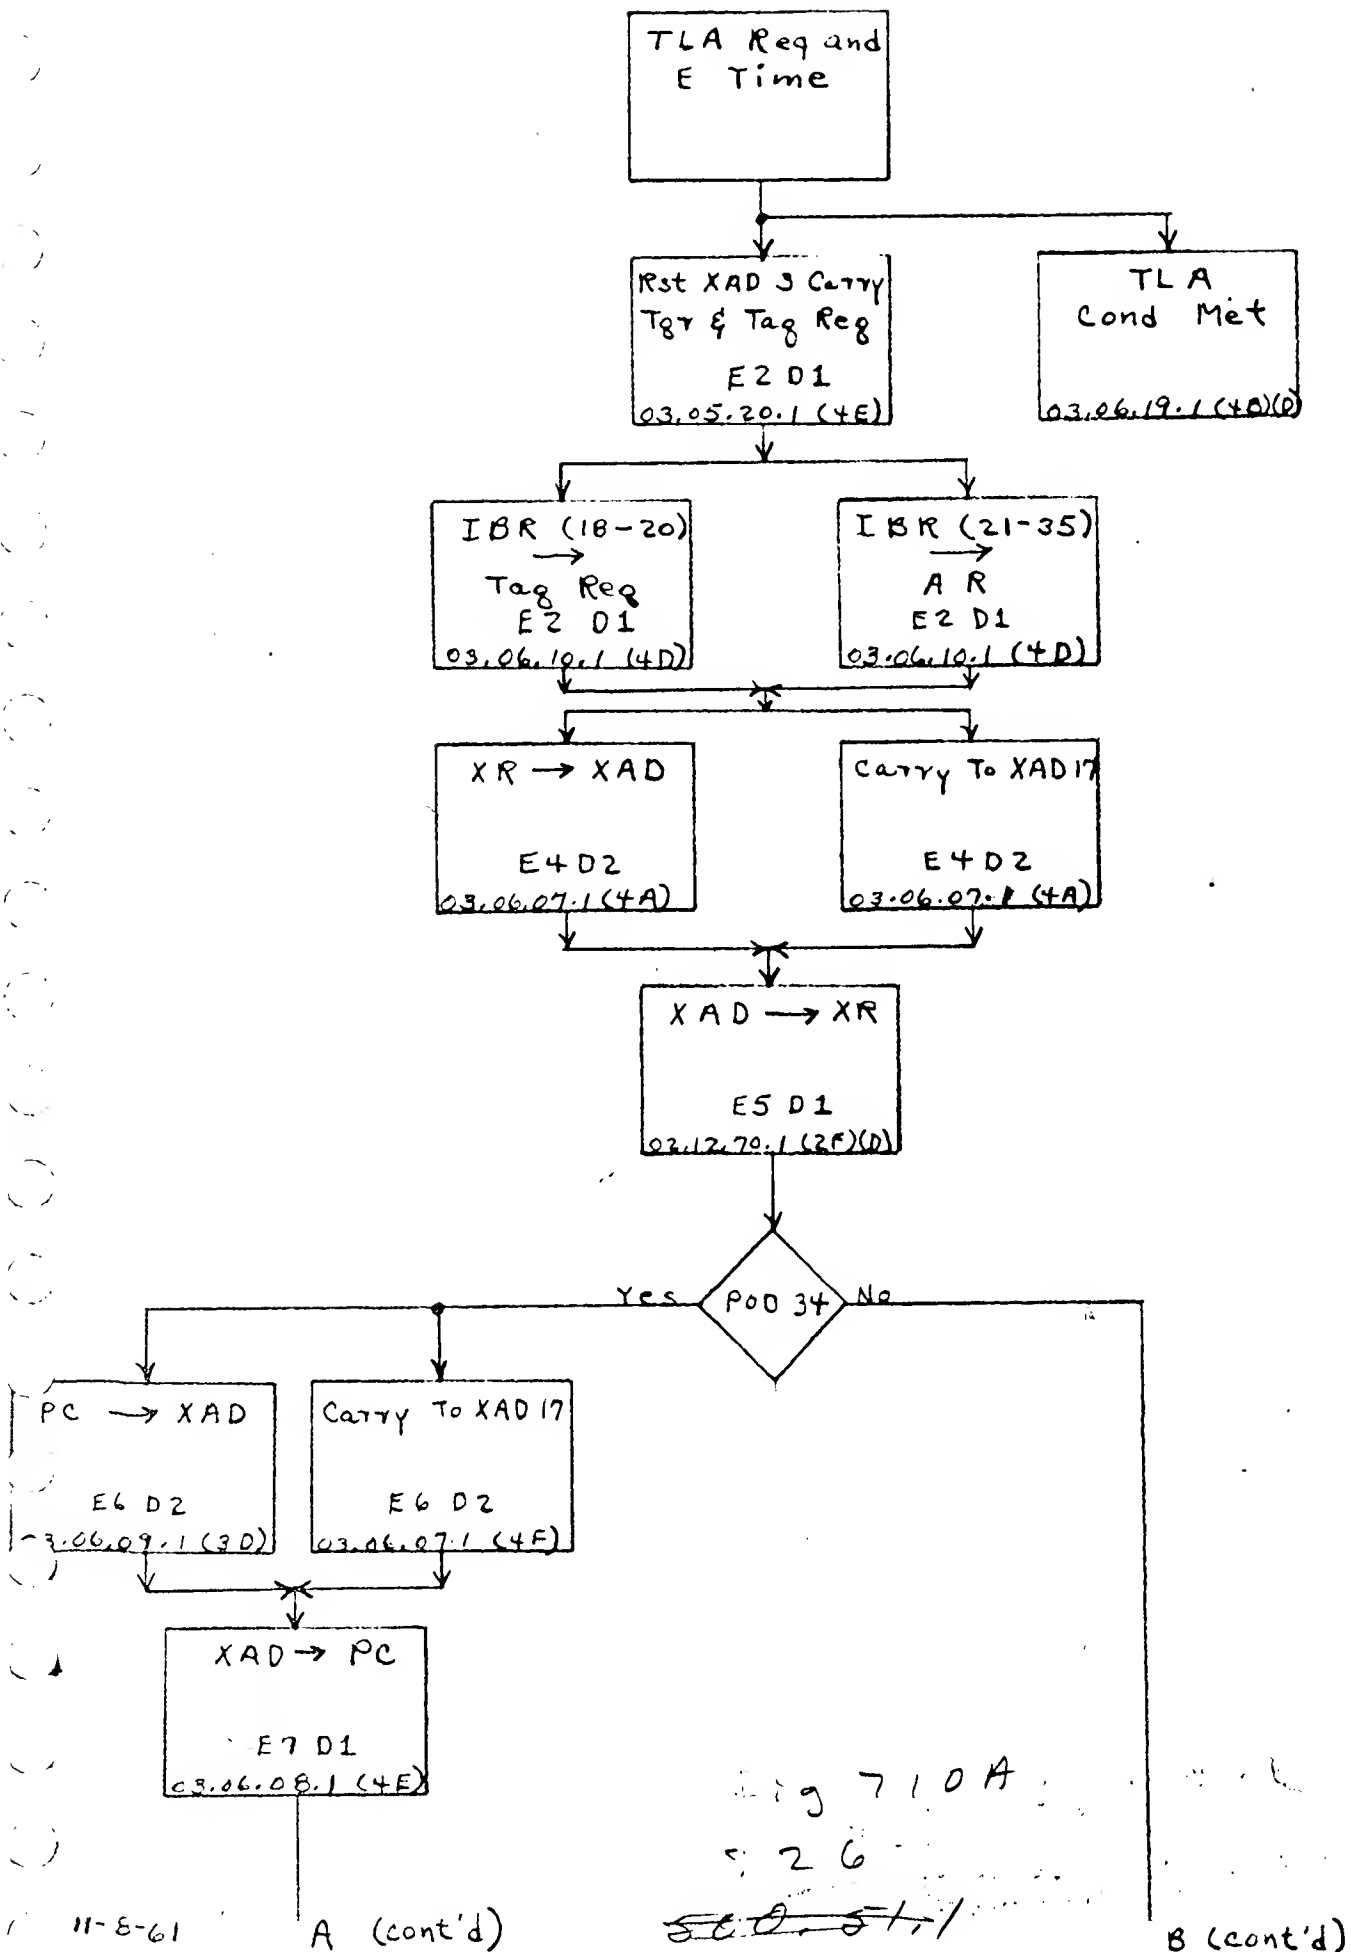 TLA Req and
E Time
Rst XAD 3 Carry
Tgr & Tag Reg
E2 D1
03.05.20.1 (4E)
TLA
Cond Met
03.06.19.1 (4B)(D)
IBR (18-20)
→
Tag Reg
E2 D1
03.06.10.1 (4D)
IBR (21-35)
→
AR
E2 D1
03.06.10.1 (4D)
XR → XAD
E4 D2
03.06.07.1 (4A)
Carry To XAD 17
E4 D2
03.06.07.1 (4A)
XAD → XR
E5 D1
02.12.70.1 (2F)(D)
Yes
POD 34
No
PC → XAD
E6 D2
3.06.09.1 (3D)
Carry To XAD 17
E6 D2
03.06.07.1 (4F)
XAD → PC
E7 D1
03.06.08.1 (4E)
Fig 710A
26
11-8-61
A (cont'd)
B (cont'd)